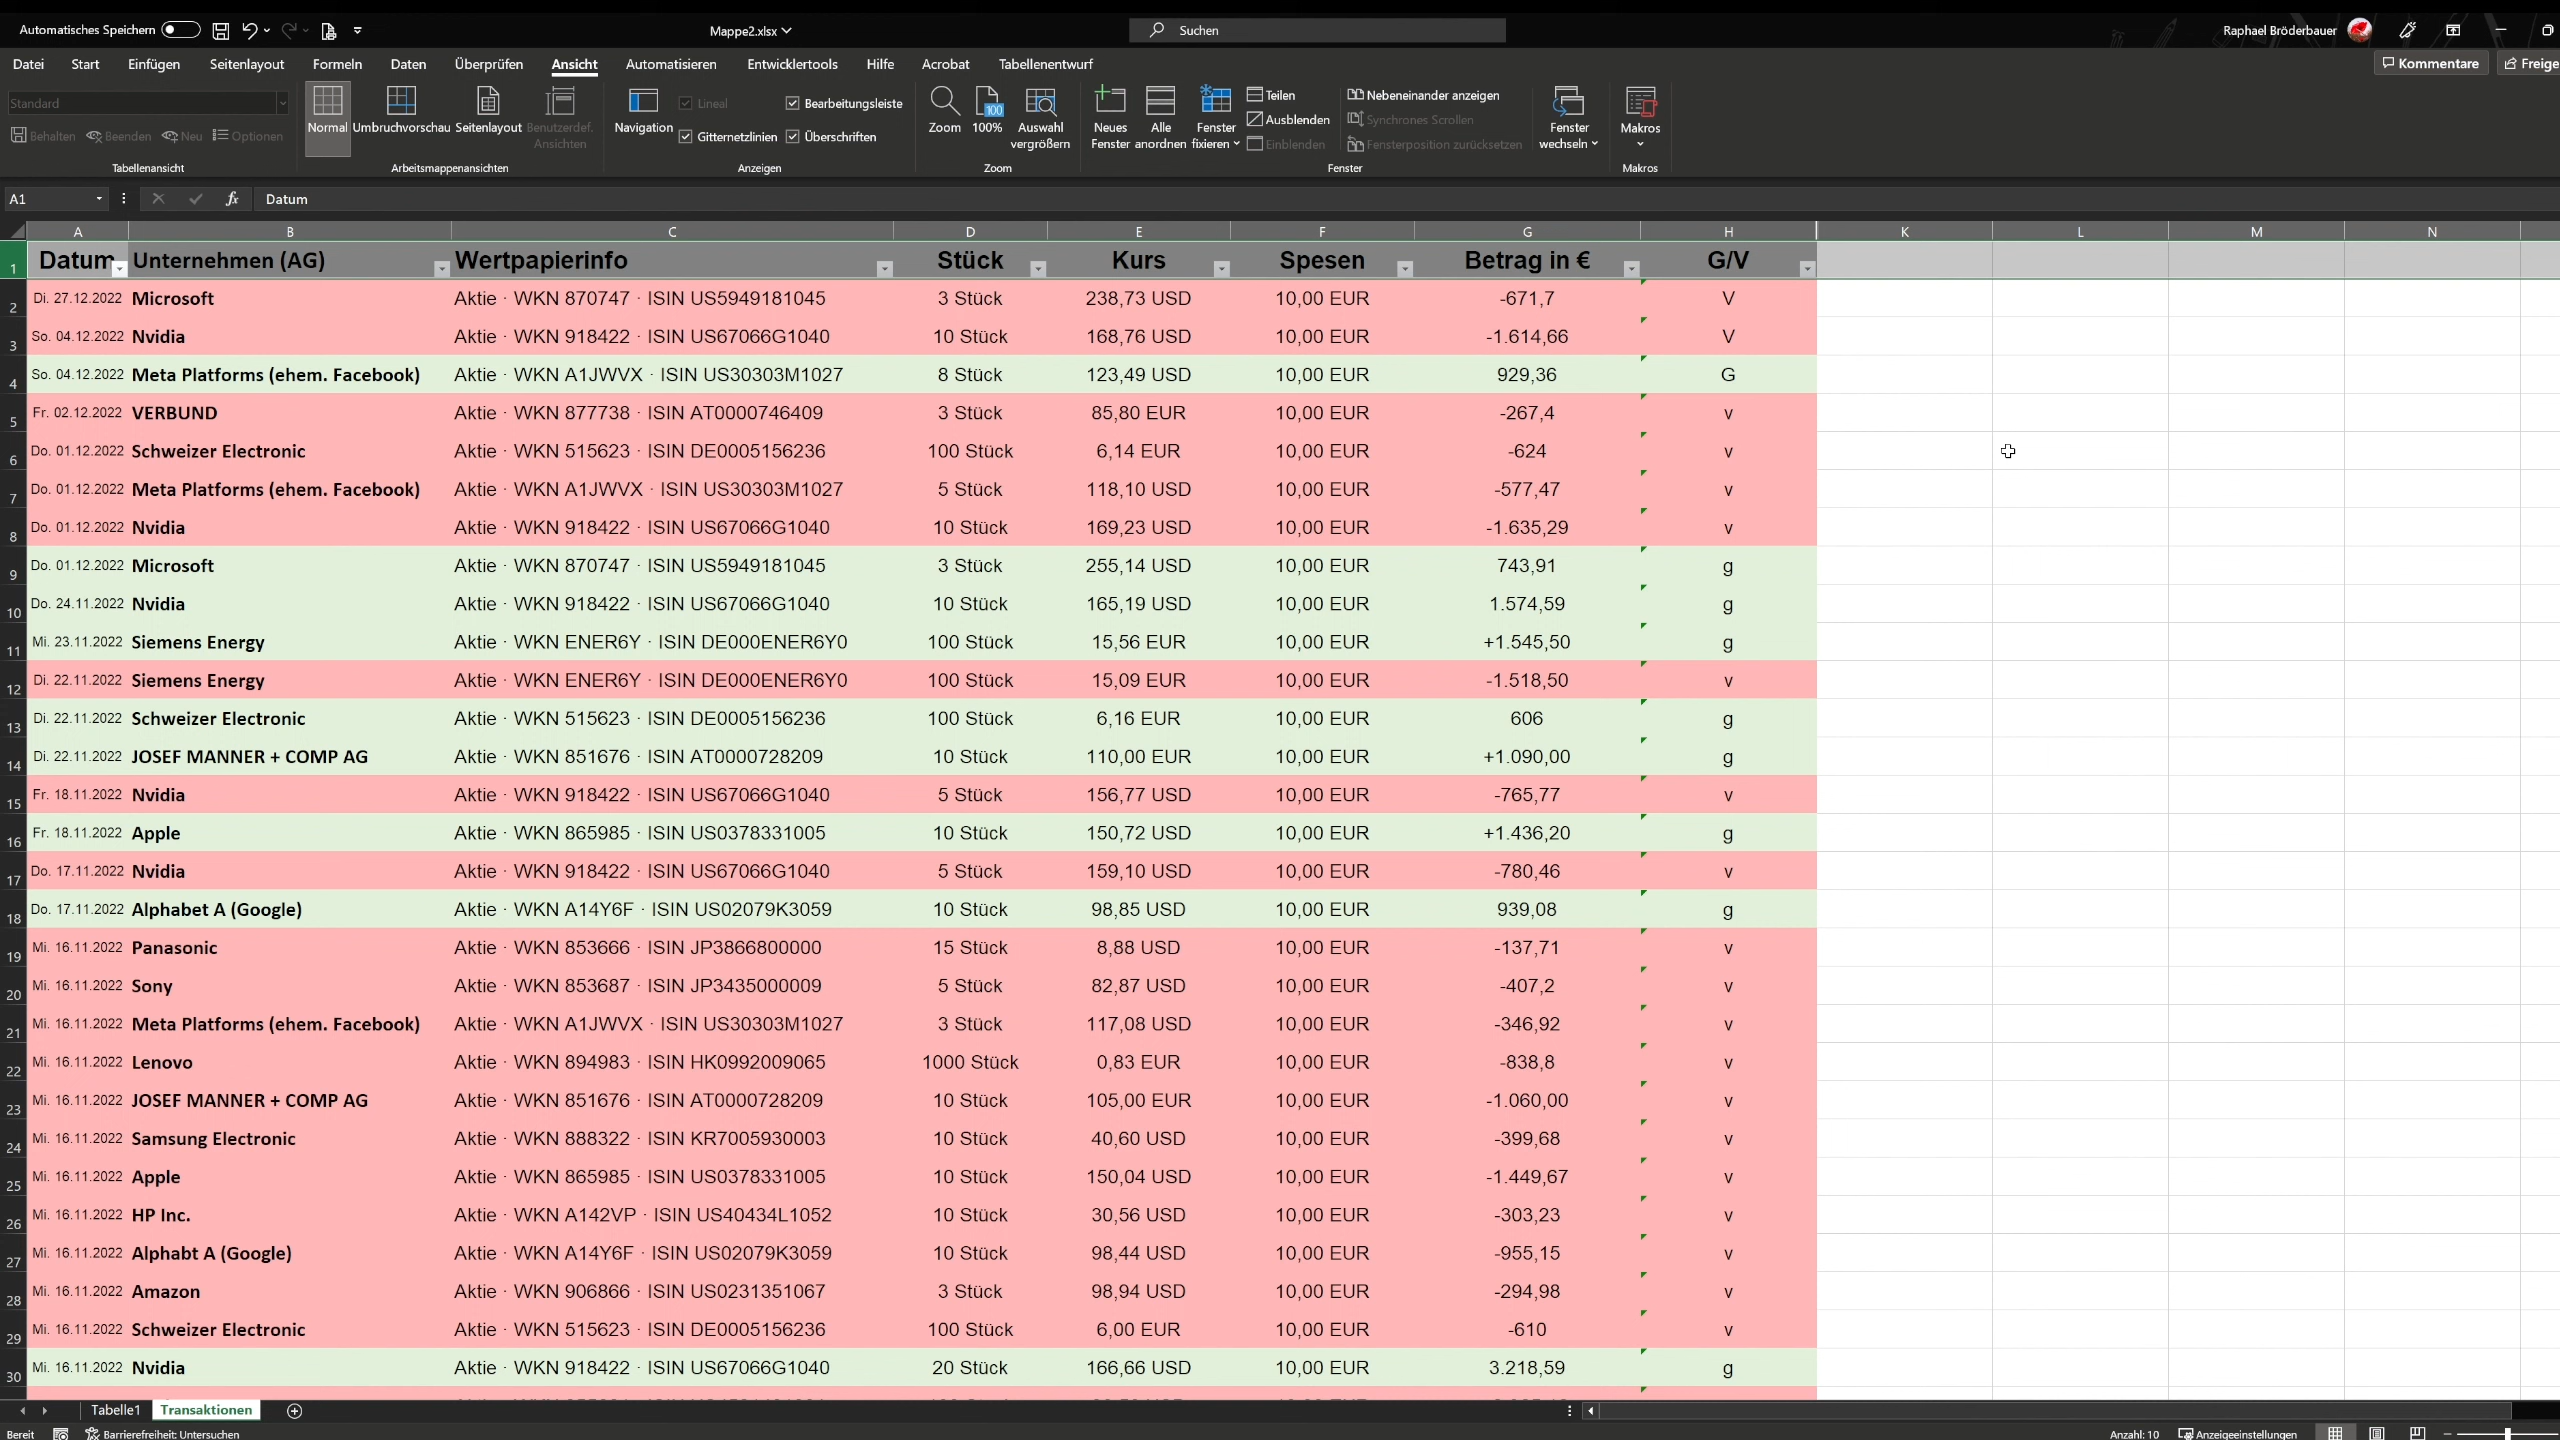 Automatisches Speichern
Mappe2.xlsx
Suchen
Raphael Bröderbauer
Datei Start Einfügen Seitenlayout Formeln Daten Überprüfen Ansicht Automatisieren Entwicklertools Hilfe Acrobat Tabellenentwurf Kommentare Freige
Standard
Behalten Beenden Neu Optionen
Tabellenansicht
Normal Umbruchvorschau Seitenlayout Benutzerdef. Ansichten
Arbeitsmappenansichten
Navigation Lineal Bearbeitungsleiste
Gitternetzlinien Überschriften
Anzeigen
Zoom 100% Auswahl vergrößern
Zoom
Neues Fenster Alle anordnen Fenster fixieren
Teilen
Ausblenden
Einblenden
Nebeneinander anzeigen
Synchrones Scrollen
Fensterposition zurücksetzen
Fenster wechseln
Fenster
Makros
Makros
A1 fx Datum
A B C D E F G H K L M N
1 Datum Unternehmen (AG) Wertpapierinfo Stück Kurs Spesen Betrag in € G/V
2 Di. 27.12.2022 Microsoft Aktie · WKN 870747 · ISIN US5949181045 3 Stück 238,73 USD 10,00 EUR -671,7 V
3 So. 04.12.2022 Nvidia Aktie · WKN 918422 · ISIN US67066G1040 10 Stück 168,76 USD 10,00 EUR -1.614,66 V
4 So. 04.12.2022 Meta Platforms (ehem. Facebook) Aktie · WKN A1JWVX · ISIN US30303M1027 8 Stück 123,49 USD 10,00 EUR 929,36 G
5 Fr. 02.12.2022 VERBUND Aktie · WKN 877738 · ISIN AT0000746409 3 Stück 85,80 EUR 10,00 EUR -267,4 v
6 Do. 01.12.2022 Schweizer Electronic Aktie · WKN 515623 · ISIN DE0005156236 100 Stück 6,14 EUR 10,00 EUR -624 v
7 Do. 01.12.2022 Meta Platforms (ehem. Facebook) Aktie · WKN A1JWVX · ISIN US30303M1027 5 Stück 118,10 USD 10,00 EUR -577,47 v
8 Do. 01.12.2022 Nvidia Aktie · WKN 918422 · ISIN US67066G1040 10 Stück 169,23 USD 10,00 EUR -1.635,29 v
9 Do. 01.12.2022 Microsoft Aktie · WKN 870747 · ISIN US5949181045 3 Stück 255,14 USD 10,00 EUR 743,91 g
10 Do. 24.11.2022 Nvidia Aktie · WKN 918422 · ISIN US67066G1040 10 Stück 165,19 USD 10,00 EUR 1.574,59 g
11 Mi. 23.11.2022 Siemens Energy Aktie · WKN ENER6Y · ISIN DE000ENER6Y0 100 Stück 15,56 EUR 10,00 EUR +1.545,50 g
12 Di. 22.11.2022 Siemens Energy Aktie · WKN ENER6Y · ISIN DE000ENER6Y0 100 Stück 15,09 EUR 10,00 EUR -1.518,50 v
13 Di. 22.11.2022 Schweizer Electronic Aktie · WKN 515623 · ISIN DE0005156236 100 Stück 6,16 EUR 10,00 EUR 606 g
14 Di. 22.11.2022 JOSEF MANNER + COMP AG Aktie · WKN 851676 · ISIN AT0000728209 10 Stück 110,00 EUR 10,00 EUR +1.090,00 g
15 Fr. 18.11.2022 Nvidia Aktie · WKN 918422 · ISIN US67066G1040 5 Stück 156,77 USD 10,00 EUR -765,77 v
16 Fr. 18.11.2022 Apple Aktie · WKN 865985 · ISIN US0378331005 10 Stück 150,72 USD 10,00 EUR +1.436,20 g
17 Do. 17.11.2022 Nvidia Aktie · WKN 918422 · ISIN US67066G1040 5 Stück 159,10 USD 10,00 EUR -780,46 v
18 Do. 17.11.2022 Alphabet A (Google) Aktie · WKN A14Y6F · ISIN US02079K3059 10 Stück 98,85 USD 10,00 EUR 939,08 g
19 Mi. 16.11.2022 Panasonic Aktie · WKN 853666 · ISIN JP3866800000 15 Stück 8,88 USD 10,00 EUR -137,71 v
20 Mi. 16.11.2022 Sony Aktie · WKN 853687 · ISIN JP3435000009 5 Stück 82,87 USD 10,00 EUR -407,2 v
21 Mi. 16.11.2022 Meta Platforms (ehem. Facebook) Aktie · WKN A1JWVX · ISIN US30303M1027 3 Stück 117,08 USD 10,00 EUR -346,92 v
22 Mi. 16.11.2022 Lenovo Aktie · WKN 894983 · ISIN HK0992009065 1000 Stück 0,83 EUR 10,00 EUR -838,8 v
23 Mi. 16.11.2022 JOSEF MANNER + COMP AG Aktie · WKN 851676 · ISIN AT0000728209 10 Stück 105,00 EUR 10,00 EUR -1.060,00 v
24 Mi. 16.11.2022 Samsung Electronic Aktie · WKN 888322 · ISIN KR7005930003 10 Stück 40,60 USD 10,00 EUR -399,68 v
25 Mi. 16.11.2022 Apple Aktie · WKN 865985 · ISIN US0378331005 10 Stück 150,04 USD 10,00 EUR -1.449,67 v
26 Mi. 16.11.2022 HP Inc. Aktie · WKN A142VP · ISIN US40434L1052 10 Stück 30,56 USD 10,00 EUR -303,23 v
27 Mi. 16.11.2022 Alphabt A (Google) Aktie · WKN A14Y6F · ISIN US02079K3059 10 Stück 98,44 USD 10,00 EUR -955,15 v
28 Mi. 16.11.2022 Amazon Aktie · WKN 906866 · ISIN US0231351067 3 Stück 98,94 USD 10,00 EUR -294,98 v
29 Mi. 16.11.2022 Schweizer Electronic Aktie · WKN 515623 · ISIN DE0005156236 100 Stück 6,00 EUR 10,00 EUR -610 v
30 Mi. 16.11.2022 Nvidia Aktie · WKN 918422 · ISIN US67066G1040 20 Stück 166,66 USD 10,00 EUR 3.218,59 g
Tabelle1 Transaktionen
Bereit Barrierefreiheit: Untersuchen Anzahl: 10 Anzeigeeinstellungen